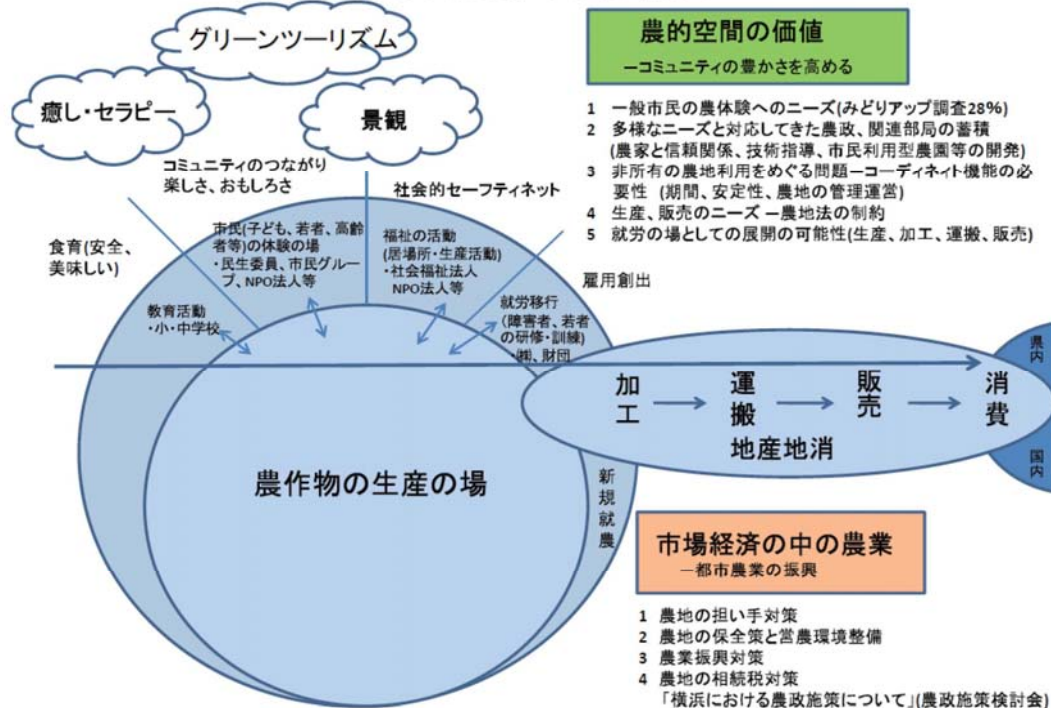 グリーンツーリズム
癒し・セラピー
景観
コミュニティのつながり
楽しさ、おもしろさ
社会的セーフティネット
食育(安全、
美味しい)
市民(子ども、若者、高齢
者等)の体験の場
・民生委員、市民グルー
プ、NPO法人等
福祉の活動
(居場所・生産活動)
・社会福祉法人
NPO法人等
雇用創出
教育活動
・小・中学校
就労移行
(障害者、若者
の研修・訓練)
・㈱、財団
農作物の生産の場
新規就農
農的空間の価値
―コミュニティの豊かさを高める
1 一般市民の農体験へのニーズ(みどりアップ調査28%)
2 多様なニーズと対応してきた農政、関連部局の蓄積
(農家と信頼関係、技術指導、市民利用型農園等の開発)
3 非所有の農地利用をめぐる問題―コーディネイト機能の必
要性 (期間、安定性、農地の管理運営)
4 生産、販売のニーズ ―農地法の制約
5 就労の場としての展開の可能性(生産、加工、運搬、販売)
加工
運搬
販売
消費
地産地消
県内
国内
市場経済の中の農業
―都市農業の振興
1 農地の担い手対策
2 農地の保全策と営農環境整備
3 農業振興対策
4 農地の相続税対策
「横浜における農政施策について」(農政施策検討会)